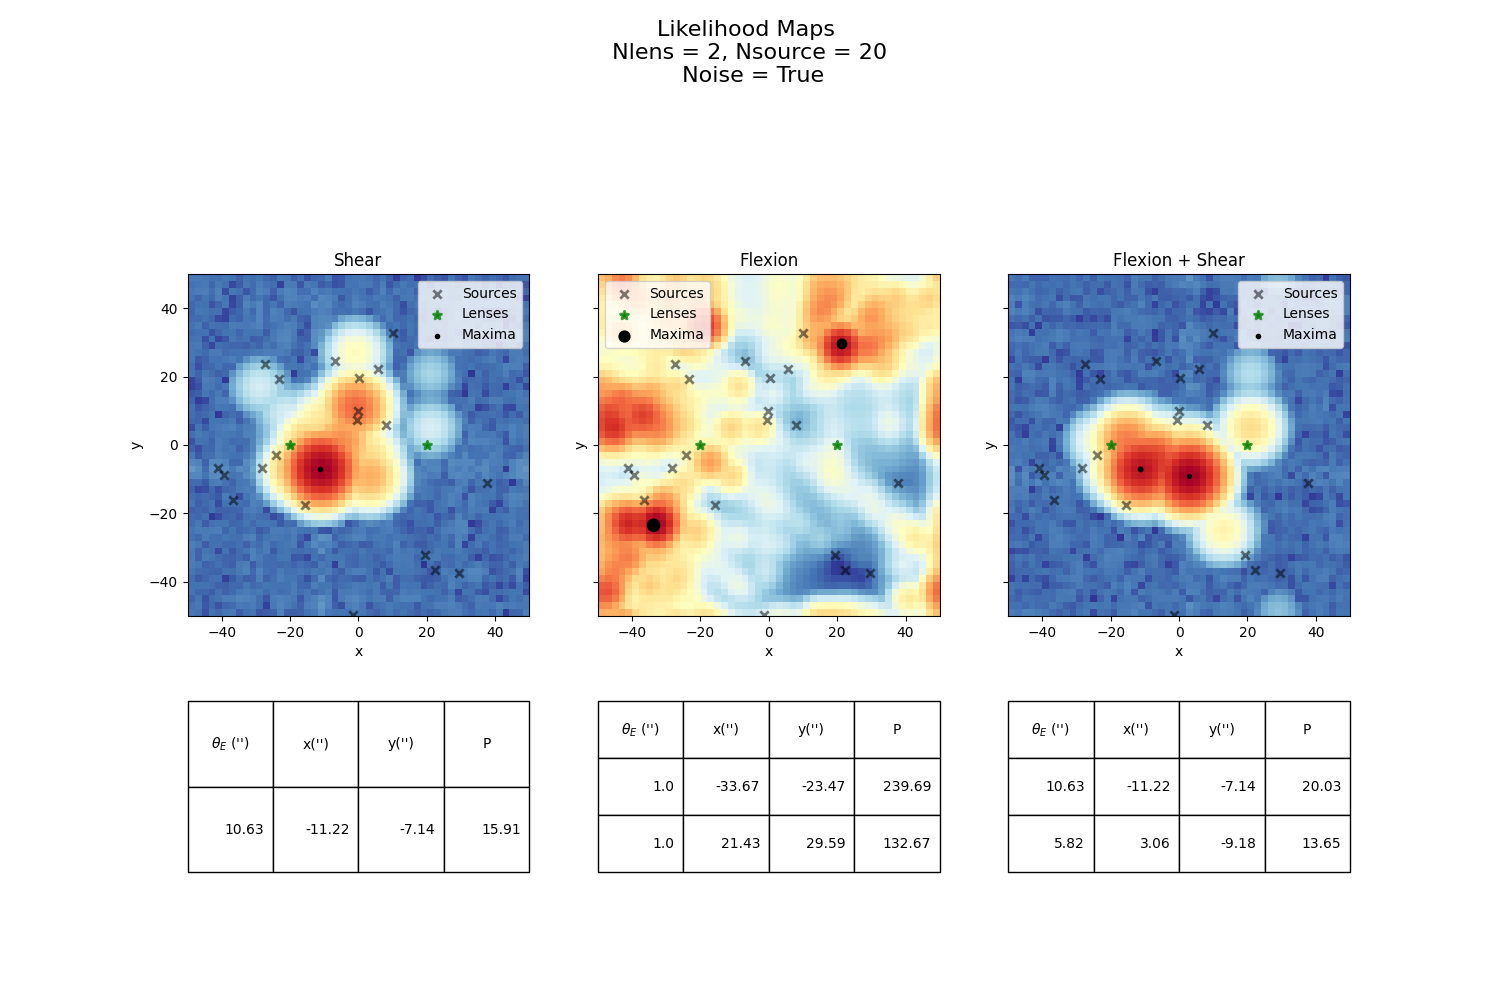 Likelihood Maps
Nlens = 2, Nsource = 20
Noise = True
Shear
Sources
Lenses
Maxima
40
20
0
−20
−40
y
−40 −20 0 20 40
x
Flexion
Sources
Lenses
Maxima
y
−40 −20 0 20 40
x
Flexion + Shear
Sources
Lenses
Maxima
y
−40 −20 0 20 40
x
θE ('') x('') y('') P
10.63 -11.22 -7.14 15.91
θE ('') x('') y('') P
1.0 -33.67 -23.47 239.69
1.0 21.43 29.59 132.67
θE ('') x('') y('') P
10.63 -11.22 -7.14 20.03
5.82 3.06 -9.18 13.65